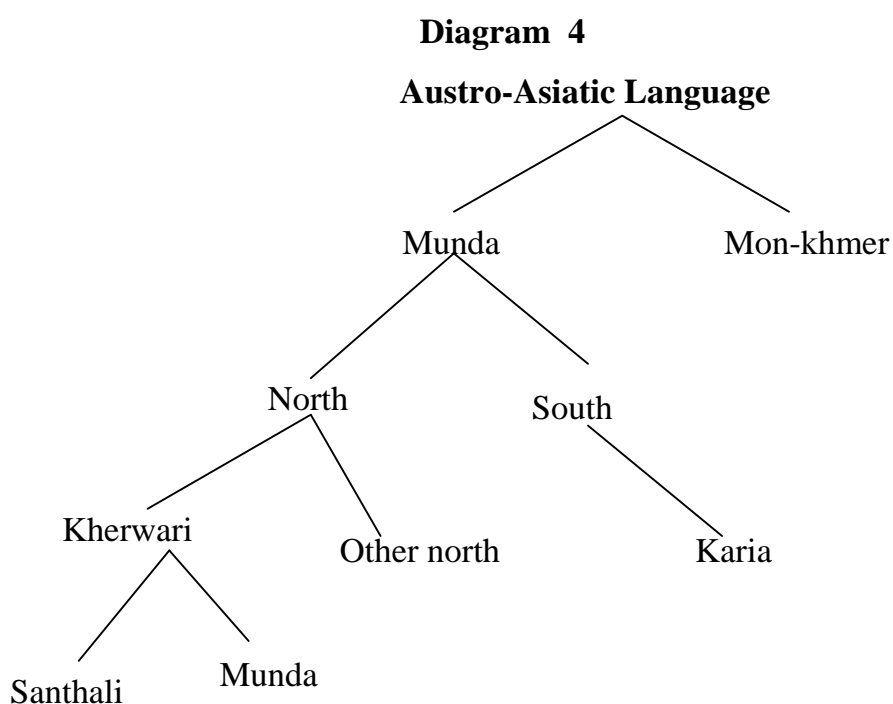 Diagram 4
Austro-Asiatic Language
Munda Mon-khmer
North South
Kherwari Other north Karia
Santhali Munda